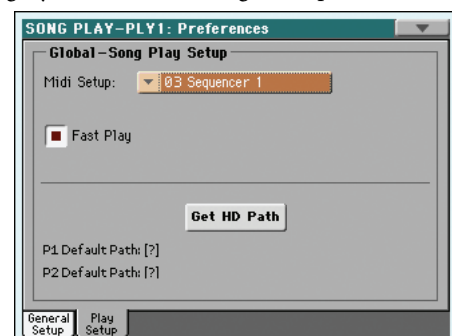 SONG PLAY-PLY1: Preferences
Global-Song Play Setup
Midi Setup: 03 Sequencer 1
Fast Play
Get HD Path
P1 Default Path: [?]
P2 Default Path: [?]
General Setup
Play Setup